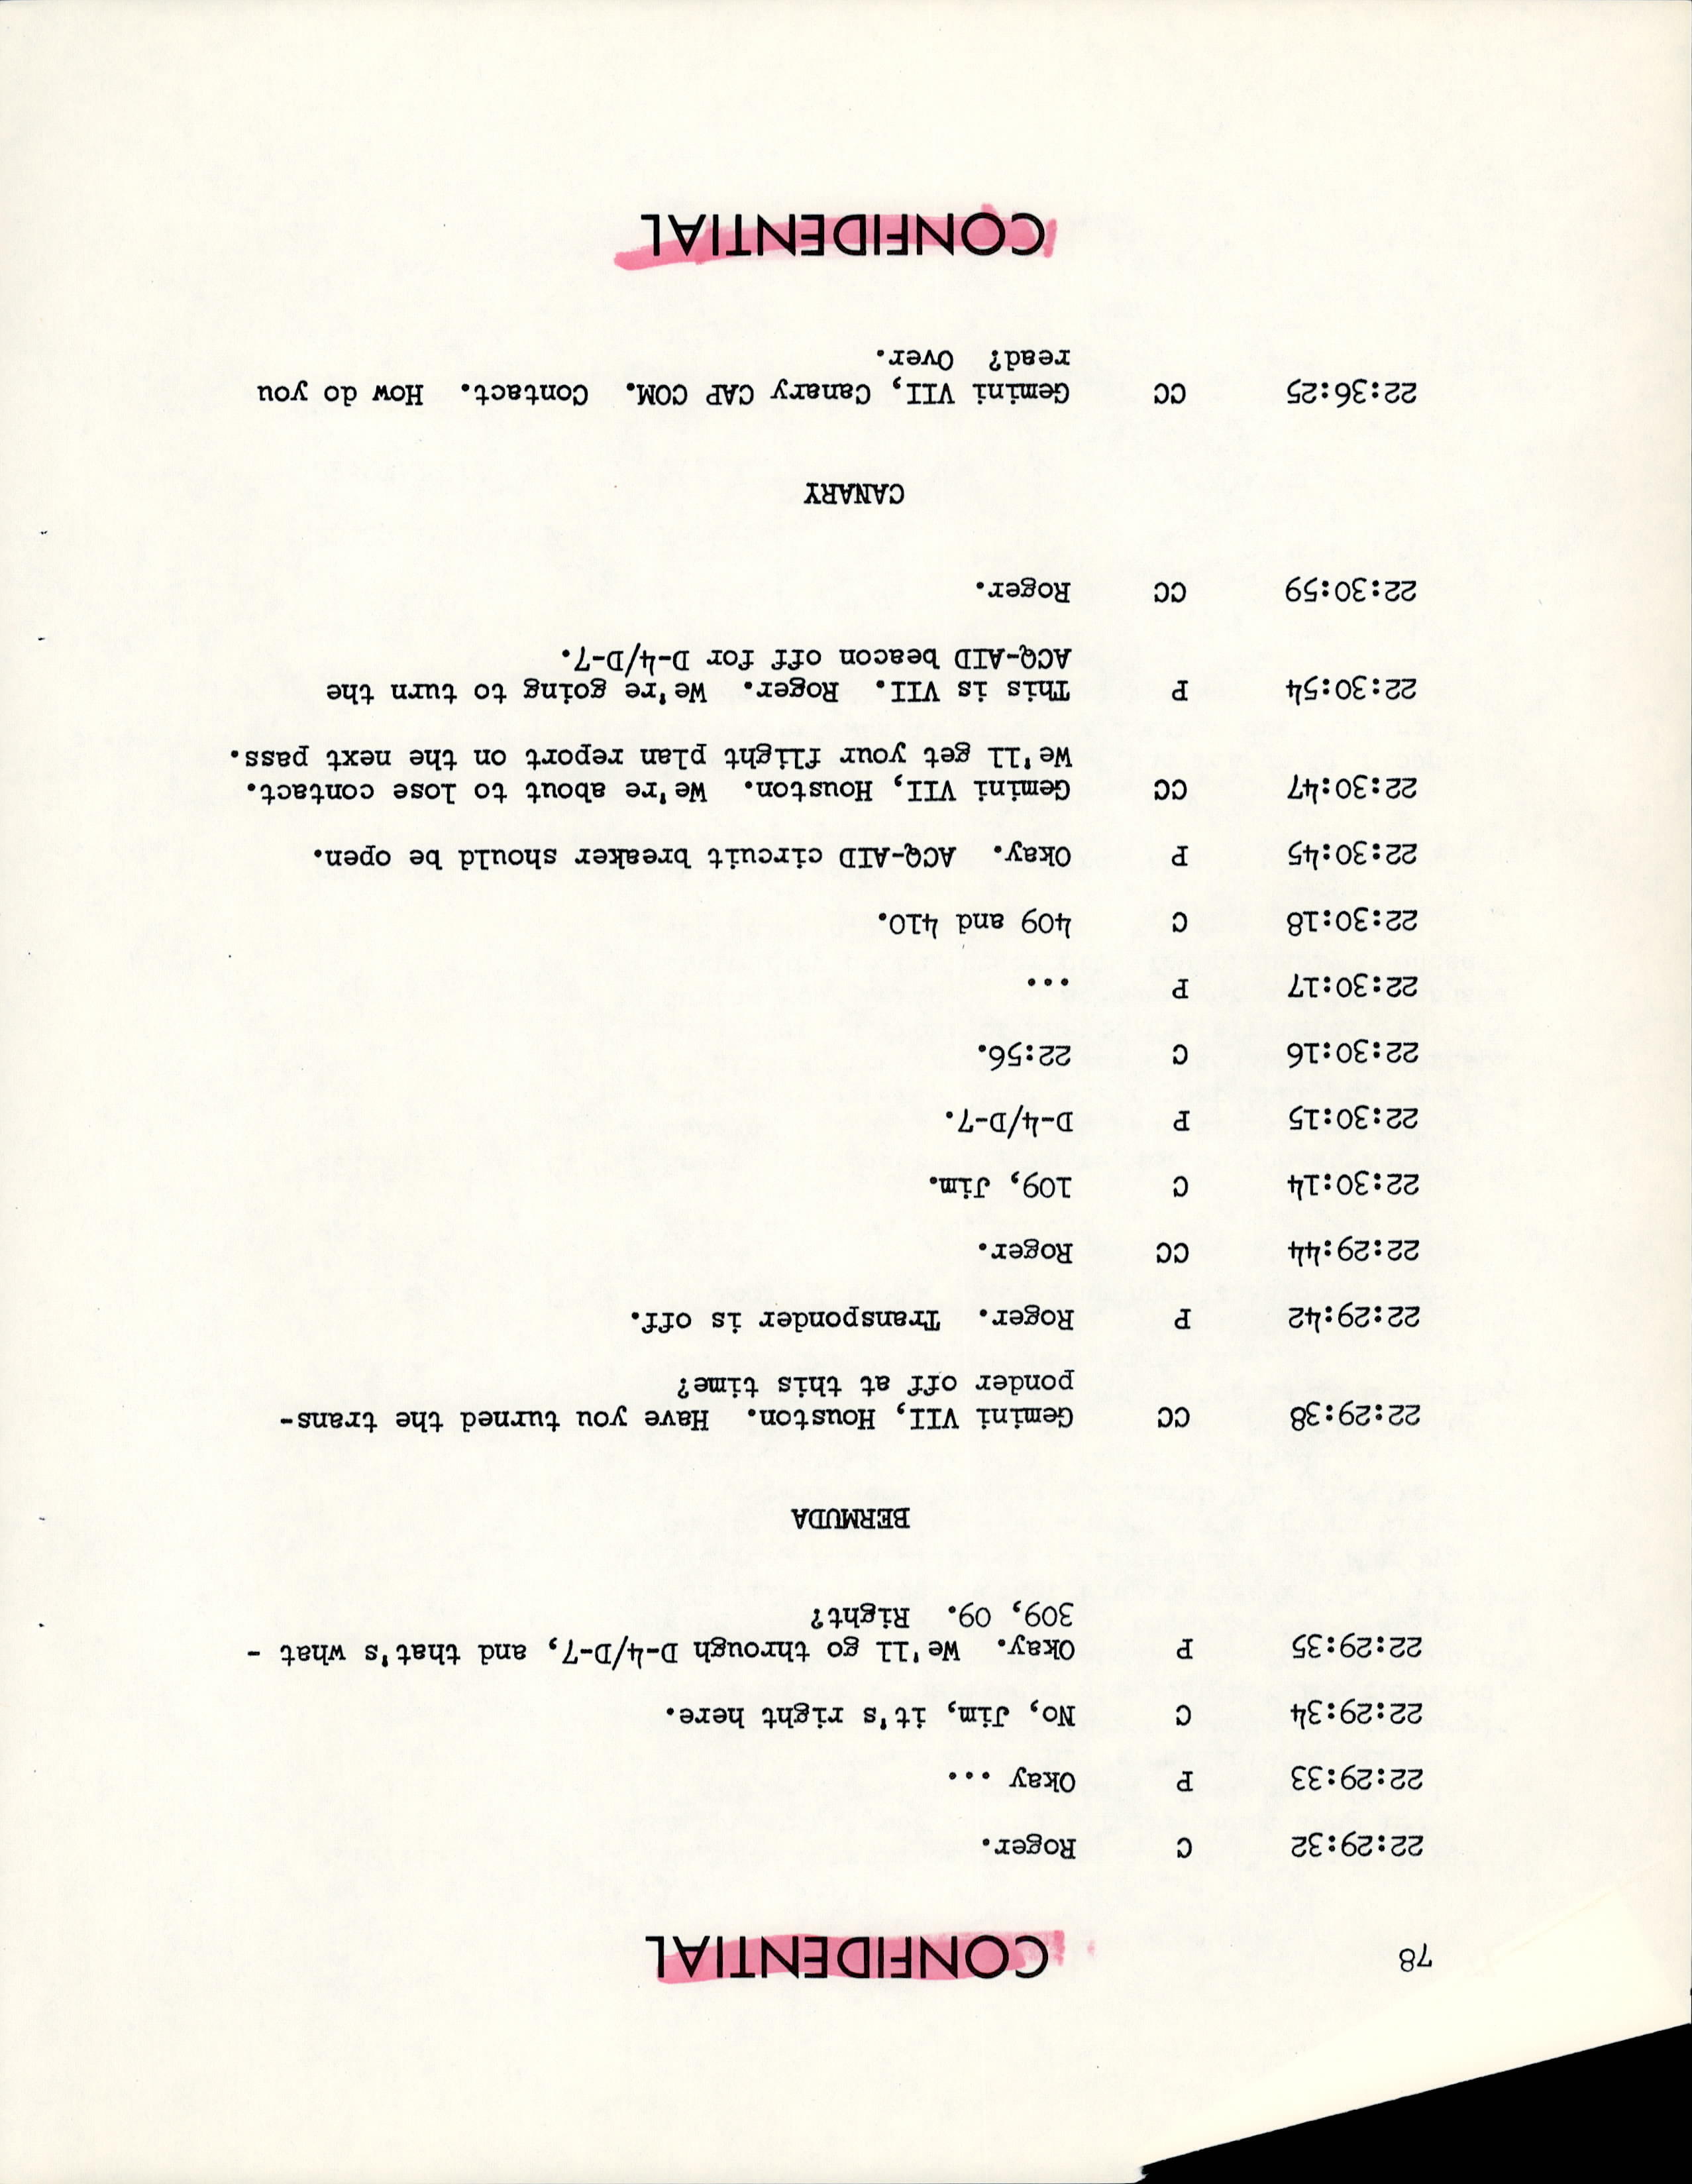 78
CONFIDENTIAL
22:29:32 C Roger.
22:29:33 P Okay ...
22:29:34 C No, Jim, it's right here.
22:29:35 P Okay. We'll go through D-4/D-7, and that's what -
309, 09. Right?
BERMUDA
22:29:38 CC Gemini VII, Houston. Have you turned the trans-
ponder off at this time?
22:29:42 P Roger. Transponder is off.
22:29:44 CC Roger.
22:30:14 C 109, Jim.
22:30:15 P D-4/D-7.
22:30:16 C 22:56.
22:30:17 P ...
22:30:18 C 409 and 410.
22:30:45 P Okay. ACQ-AID circuit breaker should be open.
22:30:47 CC Gemini VII, Houston. We're about to lose contact.
We'll get your flight plan report on the next pass.
22:30:54 P This is VII. Roger. We're going to turn the
ACQ-AID beacon off for D-4/D-7.
22:30:59 CC Roger.
CANARY
22:36:25 CC Gemini VII, Canary CAP COM. Contact. How do you
read? Over.
CONFIDENTIAL